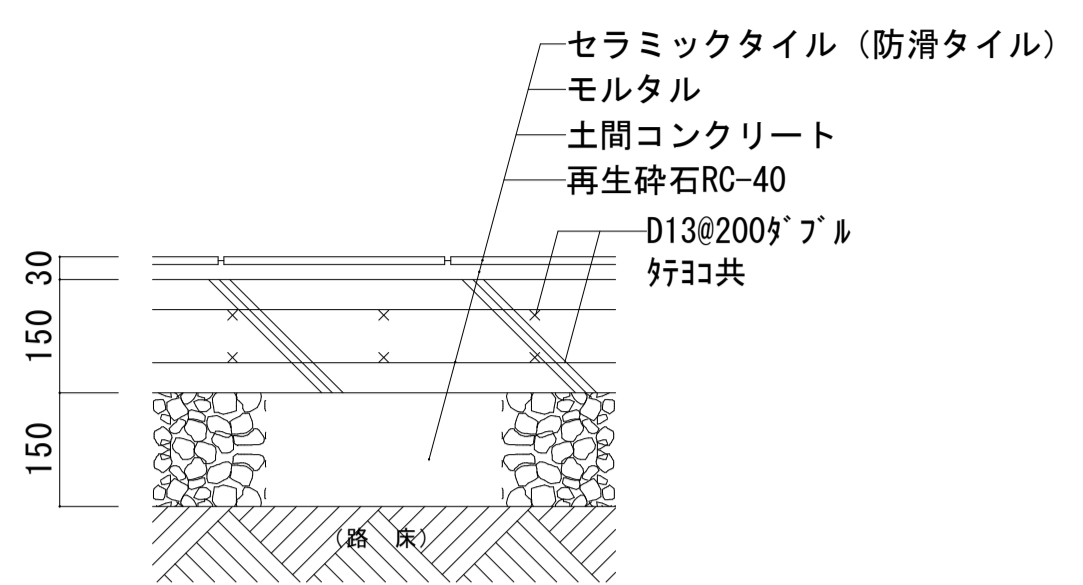 セラミックタイル（防滑タイル）
モルタル
土間コンクリート
再生砕石RC-40
D13@200ﾀﾞﾌﾞﾙ
ﾀﾃﾖｺ共
30
150
150
（路　床）